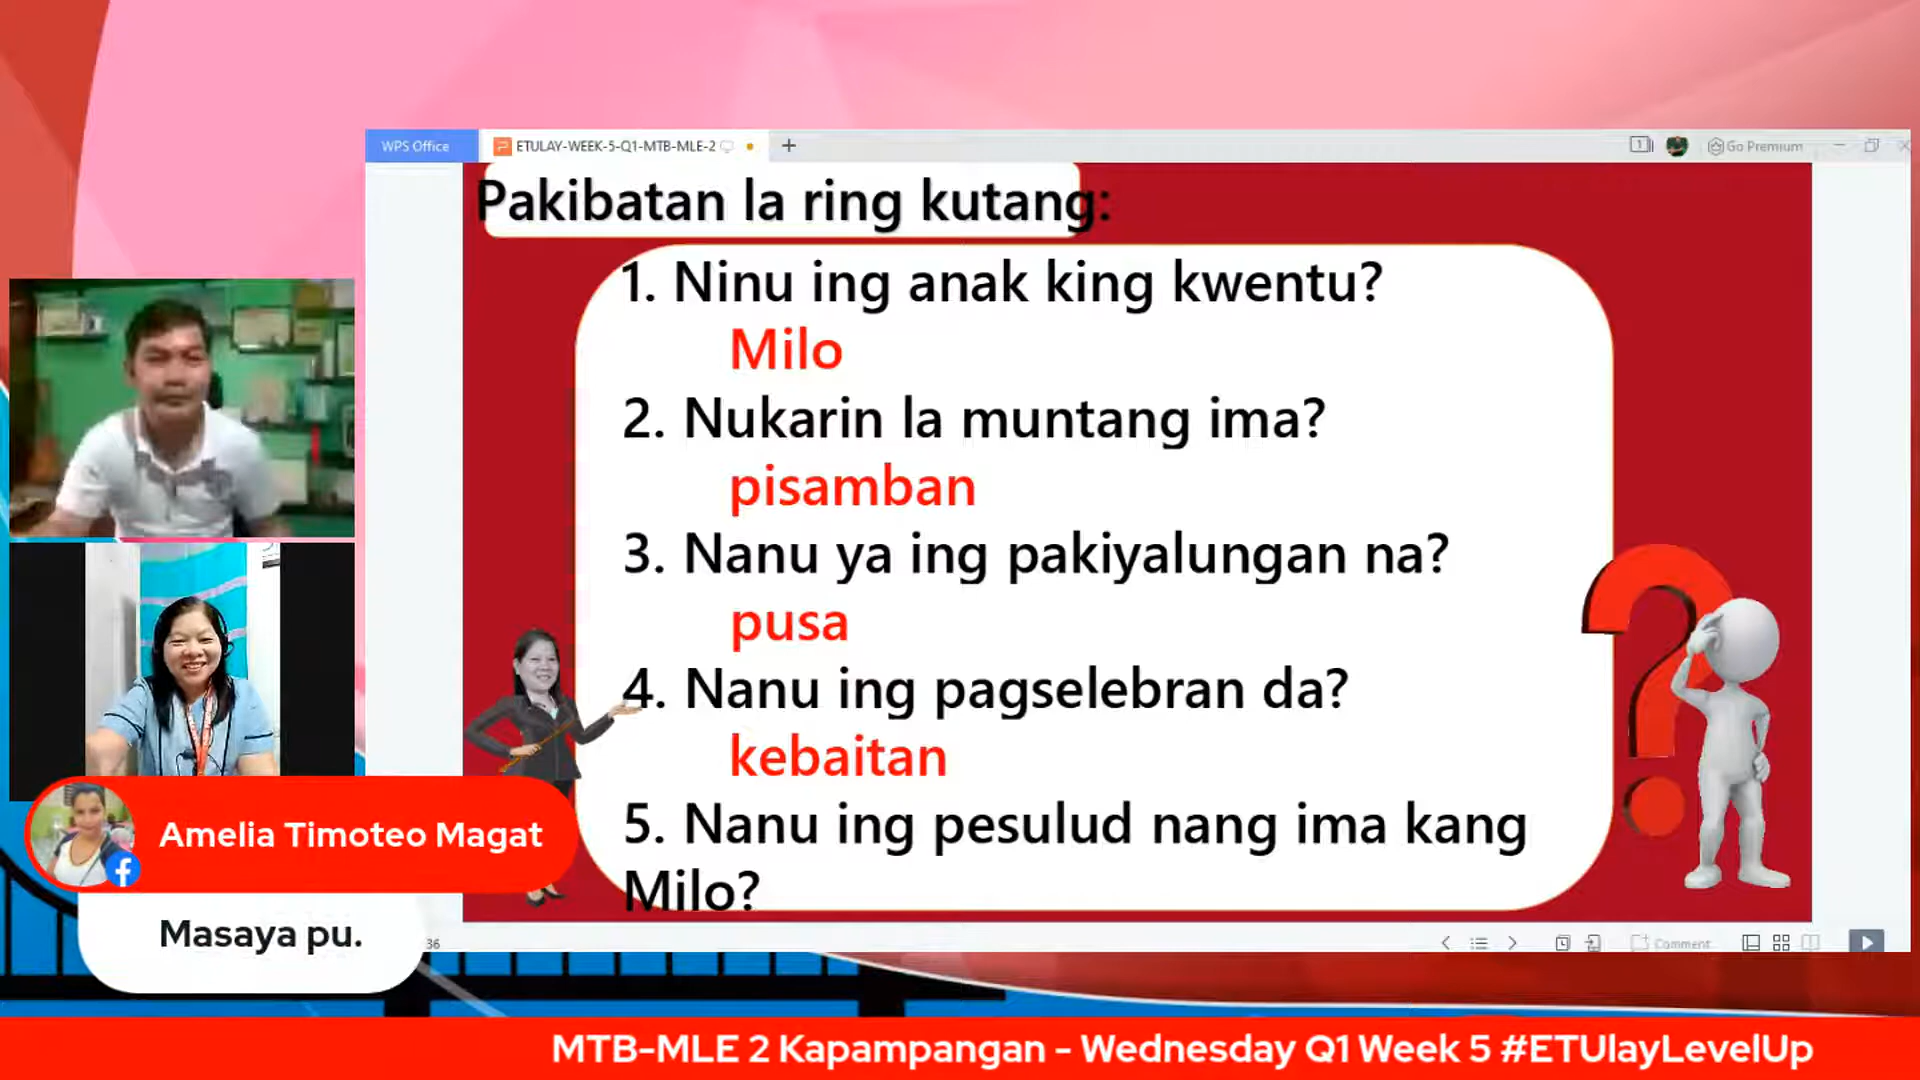 WPS Office
ETULAY-WEEK-5-Q1-MTB-MLE-2
Go Premium
Pakibatan la ring kutang:
1. Ninu ing anak king kwentu?
Milo
2. Nukarin la muntang ima?
pisamban
3. Nanu ya ing pakiyalungan na?
pusa
4. Nanu ing pagselebran da?
kebaitan
5. Nanu ing pesulud nang ima kang
Milo?
Amelia Timoteo Magat
Masaya pu.
36
Comment
MTB-MLE 2 Kapampangan - Wednesday Q1 Week 5 #ETUlayLevelUp